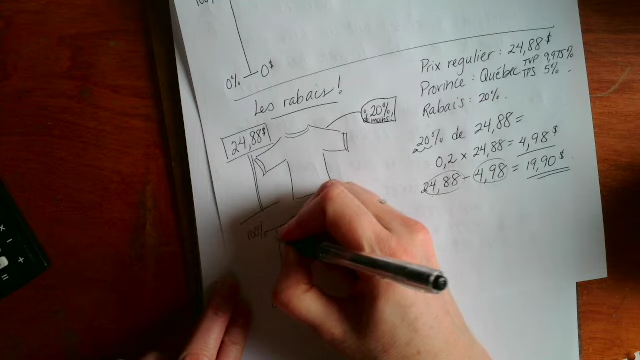 100%
0% 0$
Les rabais !
24,88$
20%
de moins
100%
Prix regulier : 24,88$
Province : Québec TVP 9,975%
TPS 5%
Rabais : 20%
20% de 24,88 =
0,2 x 24,88 = 4,98$
24,88 - 4,98 = 19,90$